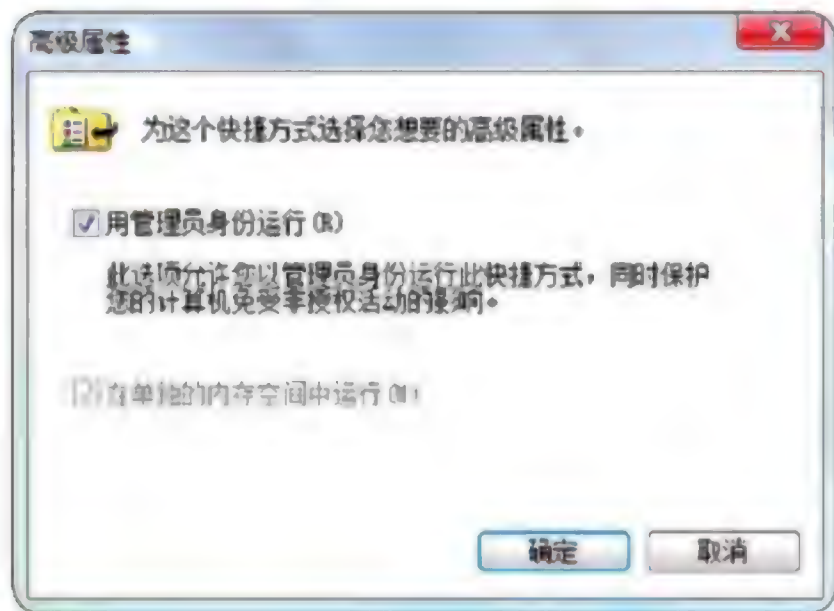 高级属性
为这个快捷方式选择您想要的高级属性。
用管理员身份运行(R)
此选项允许您以管理员身份运行此快捷方式，同时保护
您的计算机免受未授权活动的影响。
在单独的内存空间中运行(M)
确定
取消